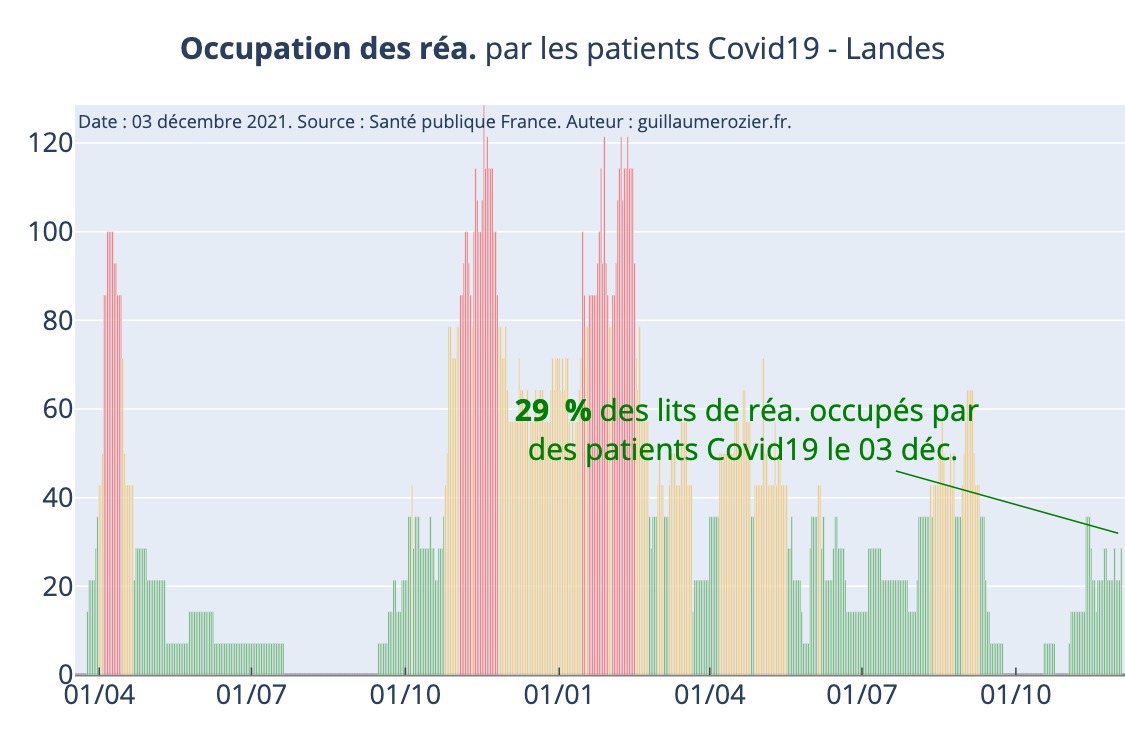 Occupation des réa. par les patients Covid19 - Landes
Date : 03 décembre 2021. Source : Santé publique France. Auteur : guillaumerozier.fr.
120
100
80
60
40
20
0
29 % des lits de réa. occupés par
des patients Covid19 le 03 déc.
01/04 01/07 01/10 01/01 01/04 01/07 01/10